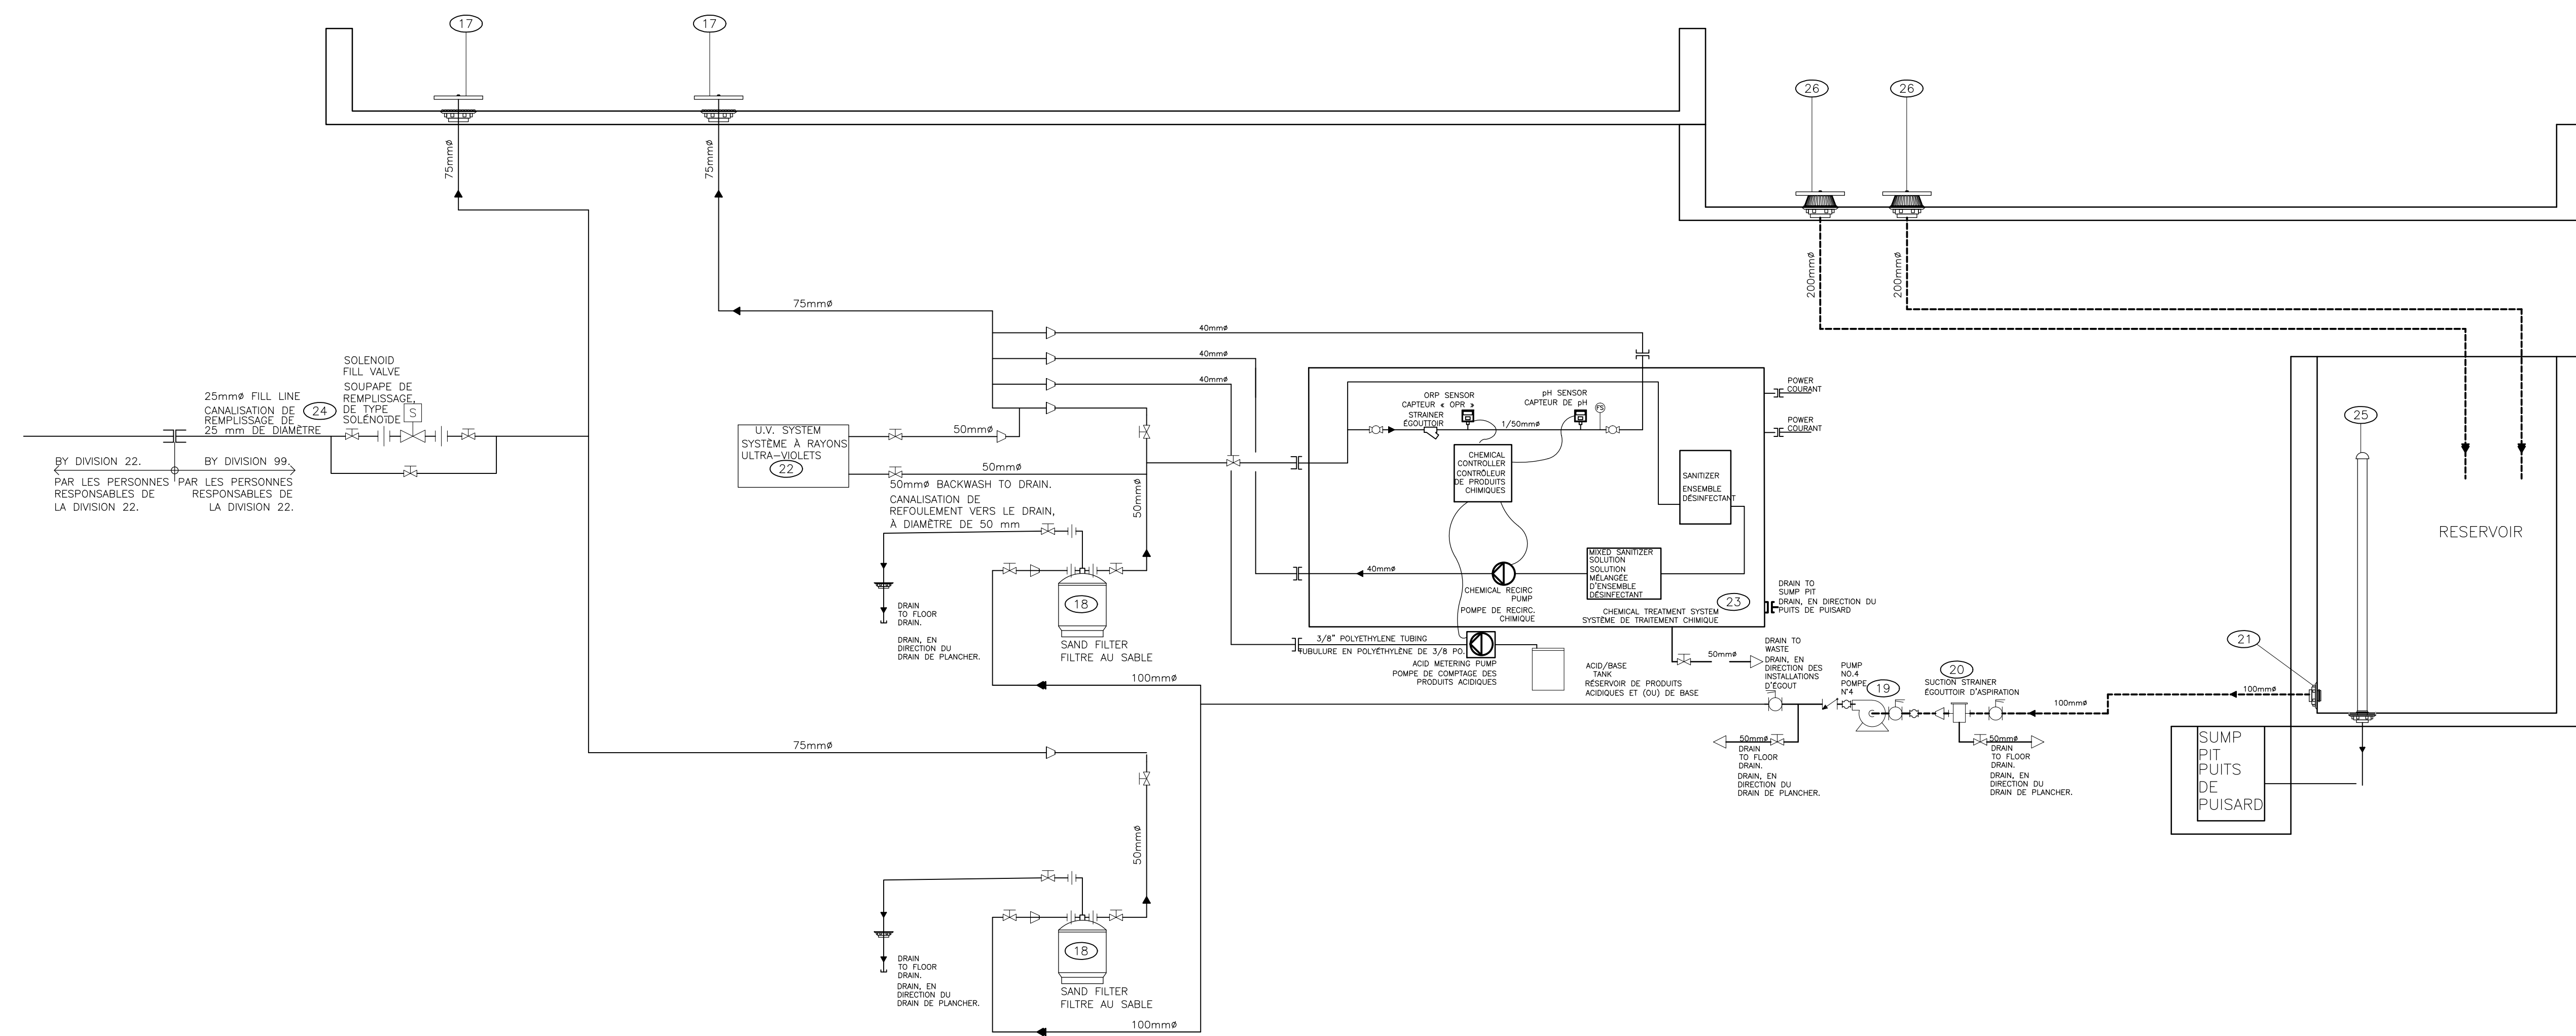 17
17
26
26
75mmø
75mmø
200mmø
200mmø
75mmø
40mmø
40mmø
40mmø
SOLENOID
FILL VALVE
SOUPAPE DE
REMPLISSAGE,
DE TYPE
SOLÉNOÏDE
S
25mmø FILL LINE
CANALISATION DE
REMPLISSAGE DE
25 mm DE DIAMÈTRE
24
BY DIVISION 22.
BY DIVISION 99.
PAR LES PERSONNES
RESPONSABLES DE
LA DIVISION 22.
PAR LES PERSONNES
RESPONSABLES DE
LA DIVISION 22.
U.V. SYSTEM
SYSTÈME À RAYONS
ULTRA-VIOLETS
22
50mmø
50mmø
50mmø BACKWASH TO DRAIN.
CANALISATION DE
REFOULEMENT VERS LE DRAIN,
À DIAMÈTRE DE 50 mm
50mmø
DRAIN
TO FLOOR
DRAIN.
DRAIN, EN
DIRECTION DU
DRAIN DE PLANCHER.
18
SAND FILTER
FILTRE AU SABLE
100mmø
75mmø
50mmø
DRAIN
TO FLOOR
DRAIN.
DRAIN, EN
DIRECTION DU
DRAIN DE PLANCHER.
18
SAND FILTER
FILTRE AU SABLE
100mmø
ORP SENSOR
CAPTEUR « OPR »
STRAINER
ÉGOUTTOIR
pH SENSOR
CAPTEUR DE pH
FS
1/50mmø
CHEMICAL
CONTROLLER
CONTRÔLEUR
DE PRODUITS
CHIMIQUES
SANITIZER
ENSEMBLE
DÉSINFECTANT
MIXED SANITIZER
SOLUTION
SOLUTION
MÉLANGÉE
D'ENSEMBLE
DÉSINFECTANT
40mmø
CHEMICAL RECIRC
PUMP
POMPE DE RECIRC.
CHIMIQUE
23
CHEMICAL TREATMENT SYSTEM
SYSTÈME DE TRAITEMENT CHIMIQUE
POWER
COURANT
POWER
COURANT
DRAIN TO
SUMP PIT
DRAIN, EN DIRECTION DU
PUITS DE PUISARD
3/8" POLYETHYLENE TUBING
TUBULURE EN POLYÉTHYLÈNE DE 3/8 PO.
ACID METERING PUMP
POMPE DE COMPTAGE DES
PRODUITS ACIDIQUES
ACID/BASE
TANK
RÉSERVOIR DE PRODUITS
ACIDIQUES ET (OU) DE BASE
50mmø
DRAIN TO
WASTE
DRAIN, EN
DIRECTION DES
INSTALLATIONS
D'ÉGOUT
PUMP
NO.4
POMPE
N°4
19
20
SUCTION STRAINER
ÉGOUTTOIR D'ASPIRATION
50mmø
DRAIN
TO FLOOR
DRAIN.
DRAIN, EN
DIRECTION DU
DRAIN DE PLANCHER.
50mmø
DRAIN
TO FLOOR
DRAIN.
DRAIN, EN
DIRECTION DU
DRAIN DE PLANCHER.
100mmø
100mmø
21
25
RESERVOIR
SUMP
PIT
PUITS
DE
PUISARD